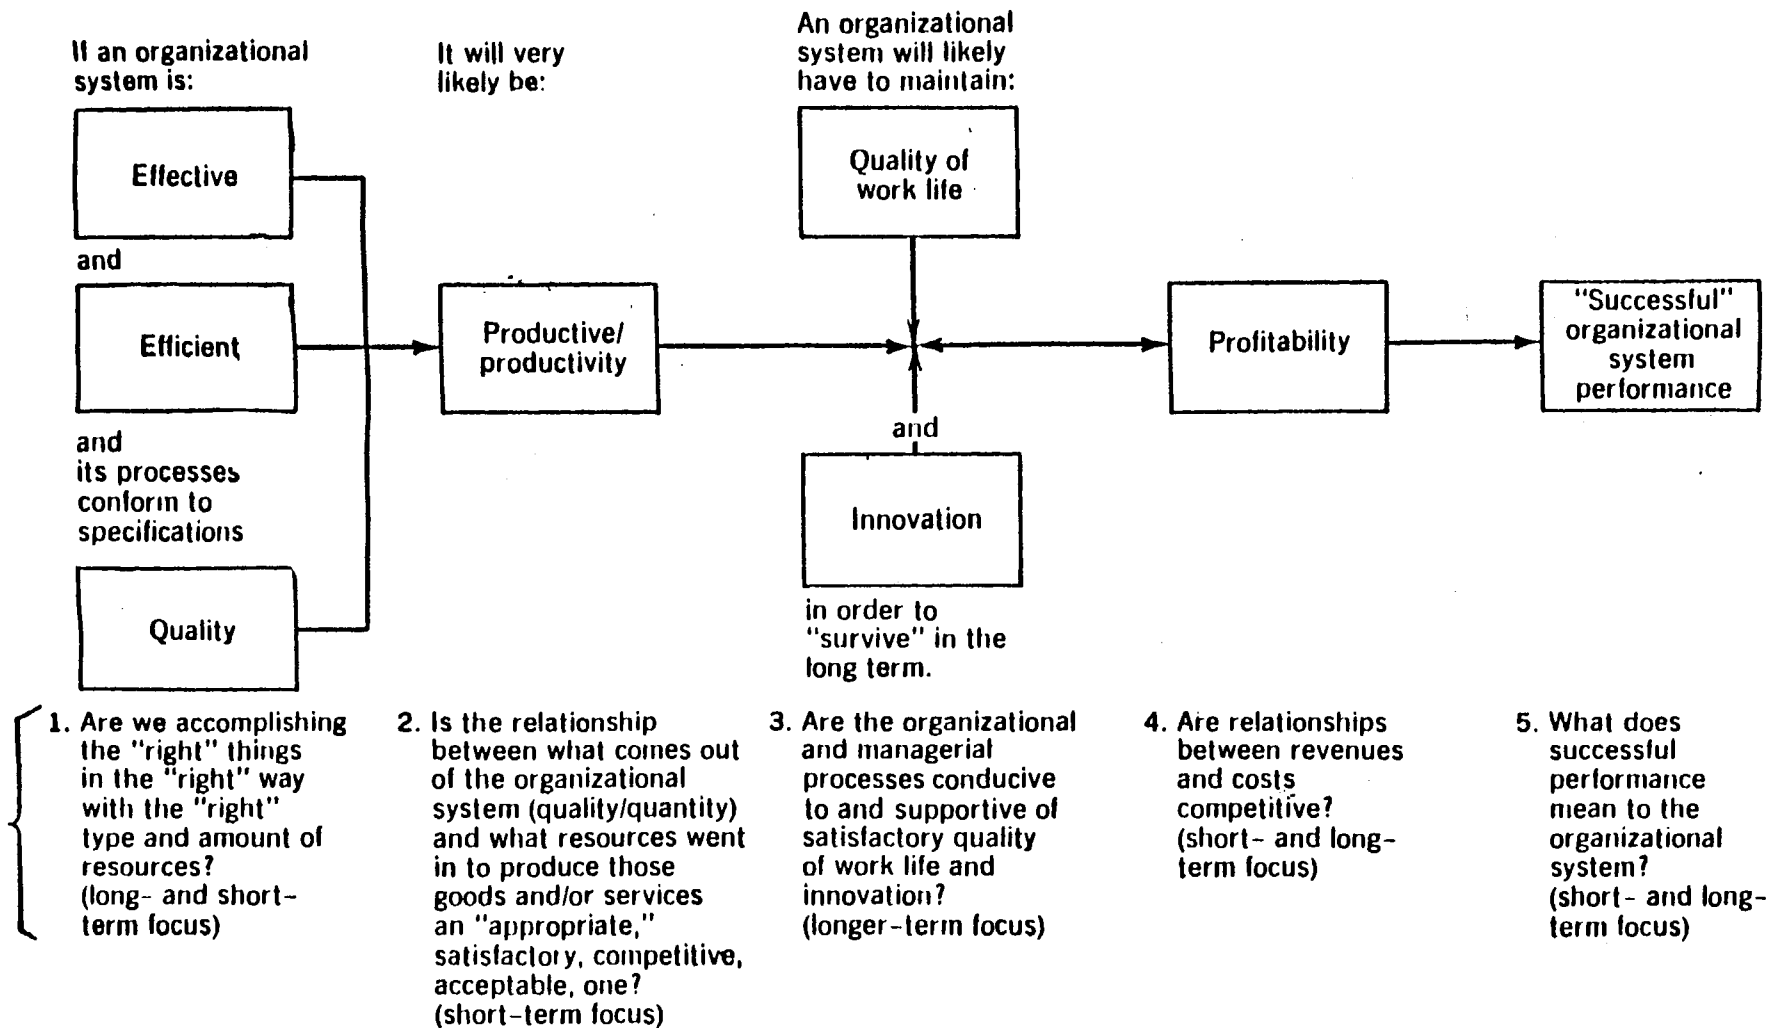 If an organizational
system is:
Effective
and
Efficient
and
its processes
conform to
specifications
Quality
It will very
likely be:
Productive/
productivity
An organizational
system will likely
have to maintain:
Quality of
work life
and
Innovation
in order to
"survive" in the
long term.
Profitability
"Successful"
organizational
system
performance
1. Are we accomplishing
the "right" things
in the "right" way
with the "right"
type and amount of
resources?
(long- and short-
term focus)
2. Is the relationship
between what comes out
of the organizational
system (quality/quantity)
and what resources went
in to produce those
goods and/or services
an "appropriate,"
satisfactory, competitive,
acceptable, one?
(short-term focus)
3. Are the organizational
and managerial
processes conducive
to and supportive of
satisfactory quality
of work life and
innovation?
(longer-term focus)
4. Are relationships
between revenues
and costs
competitive?
(short- and long-
term focus)
5. What does
successful
performance
mean to the
organizational
system?
(short- and long-
term focus)